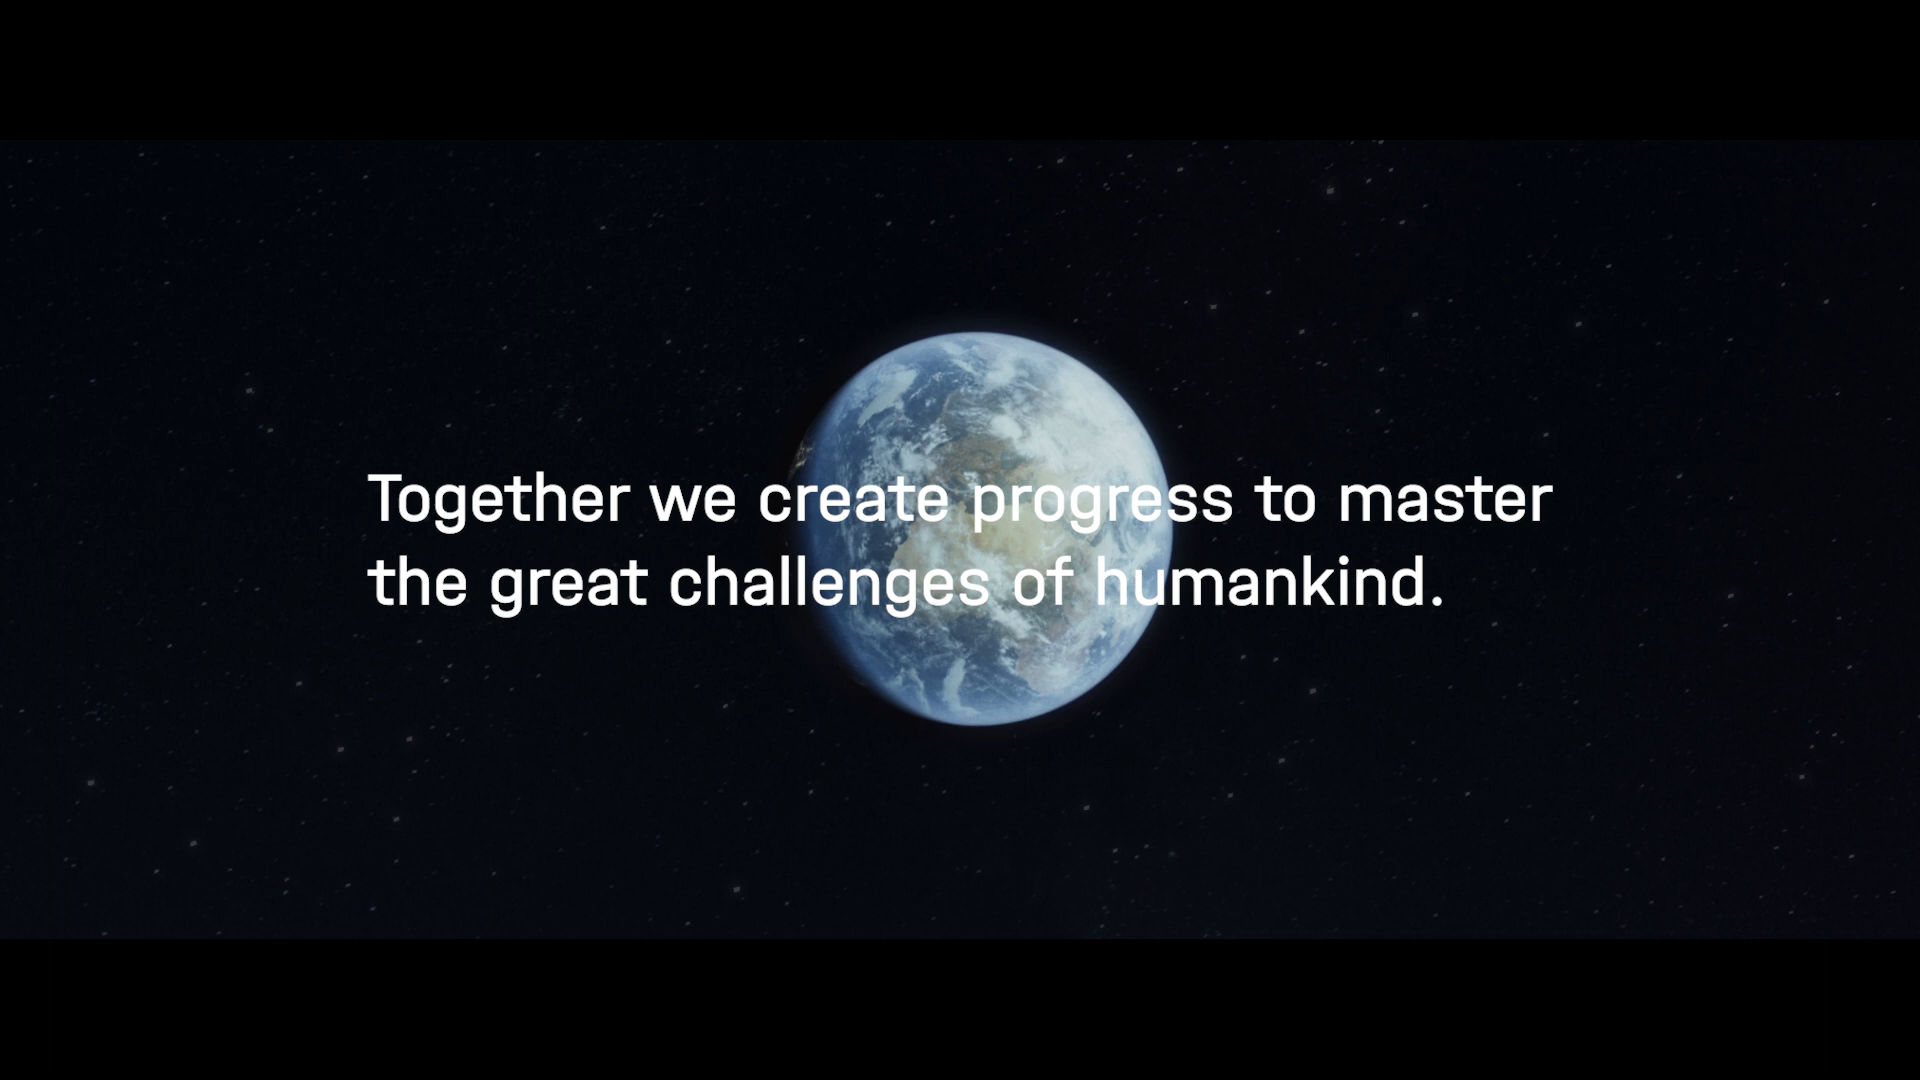 Together we create progress to master
the great challenges of humankind.